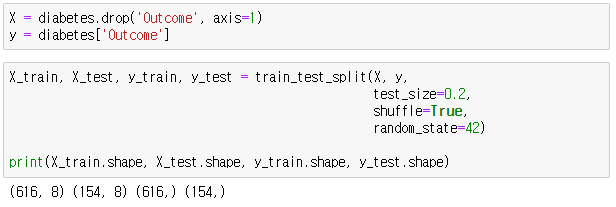 X = diabetes.drop('Outcome', axis=1)
y = diabetes['Outcome']
X_train, X_test, y_train, y_test = train_test_split(X, y,
test_size=0.2,
shuffle=True,
random_state=42)
print(X_train.shape, X_test.shape, y_train.shape, y_test.shape)
(616, 8) (154, 8) (616,) (154,)